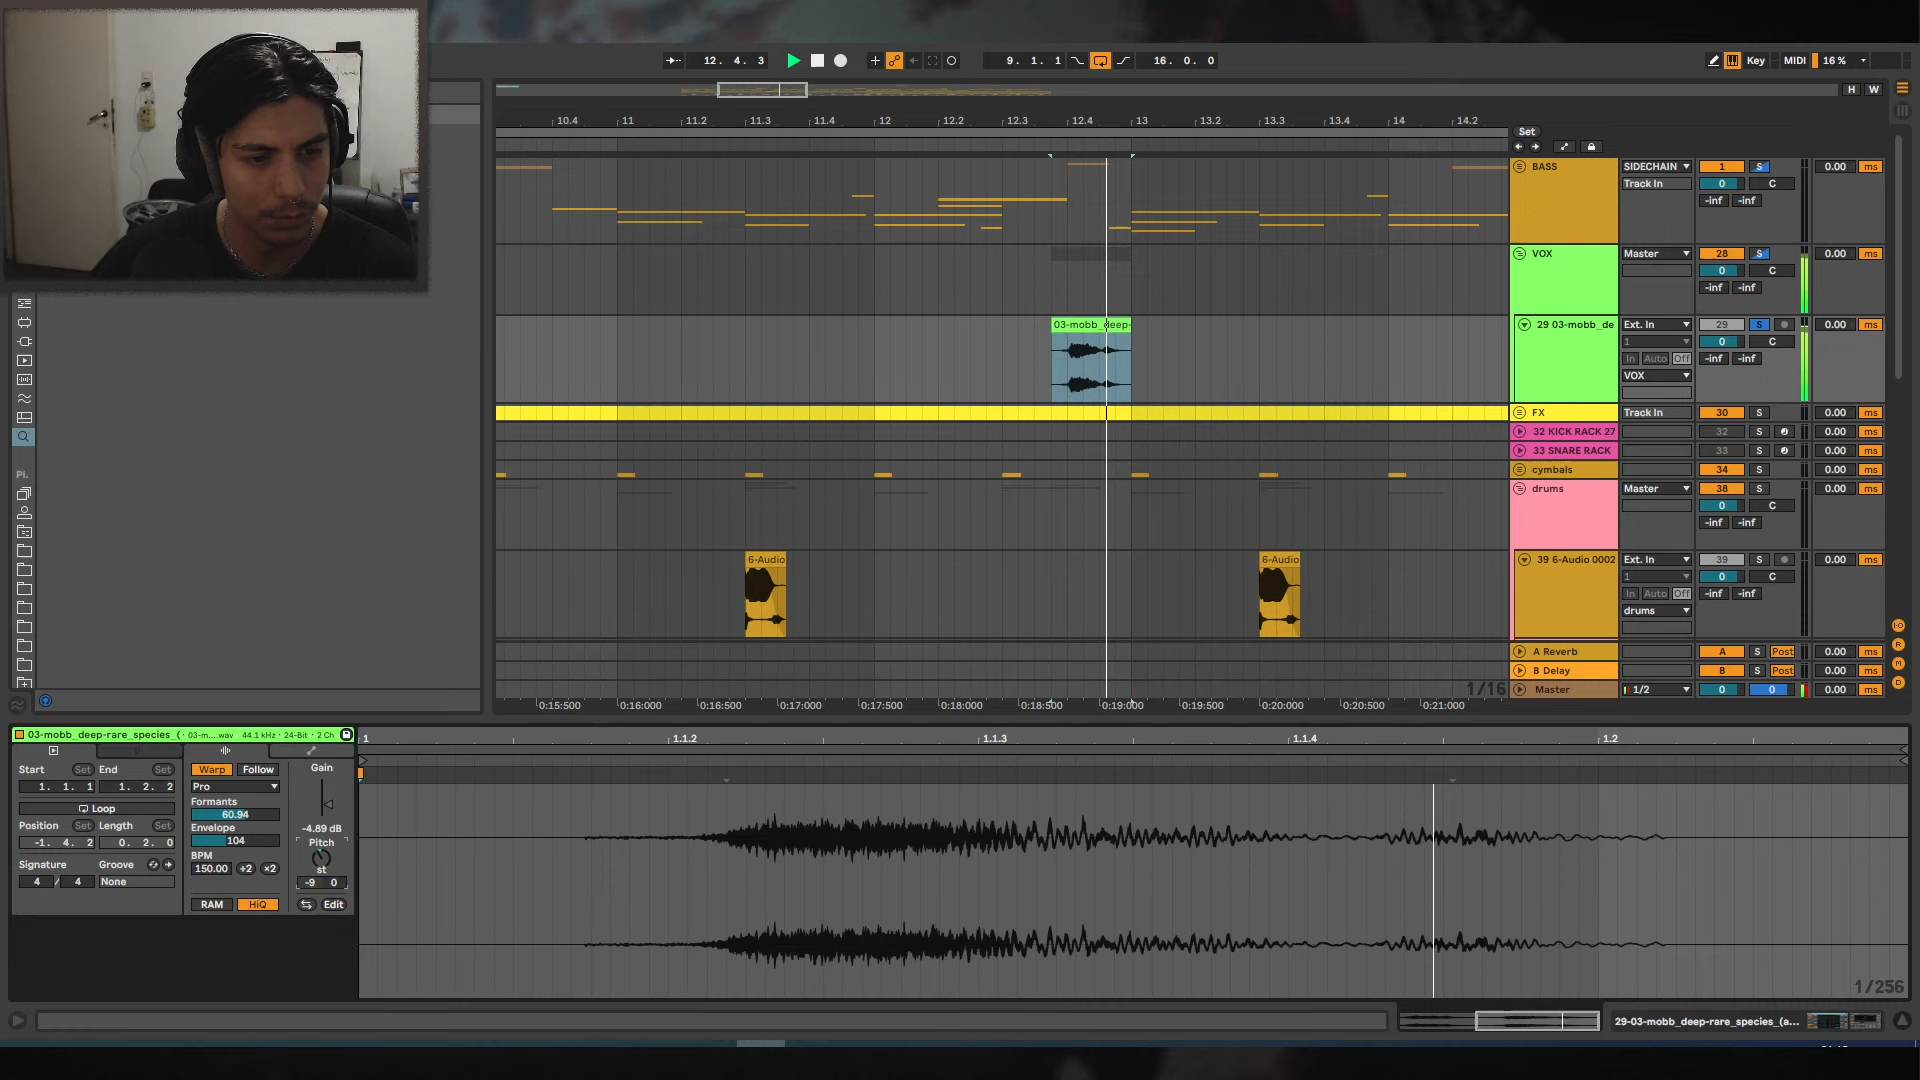 12. 4. 3
9. 1. 1
16. 0. 0
Key
MIDI
16 %
H
W
10.4
11
11.2
11.3
11.4
12
12.2
12.3
12.4
13
13.3
13.4
14
14.2
Set
BASS
SIDECHAIN
1
S
0.00
ms
Track In
0
C
-inf
-inf
VOX
Master
28
S
0.00
ms
0
C
-inf
-inf
03-mobb_deep-
29 03-mobb_de
Ext. In
29
S
0.00
ms
1
0
C
In
Auto
Off
-inf
-inf
VOX
FX
Track In
30
S
0.00
ms
32 KICK RACK 27
32
S
0.00
ms
33 SNARE RACK
33
S
0.00
ms
cymbals
34
S
0.00
ms
drums
Master
38
S
0.00
ms
0
C
-inf
-inf
6-Audio
6-Audio
39 6-Audio 0002
Ext. In
39
S
0.00
ms
1
0
C
In
Auto
Off
-inf
-inf
drums
A Reverb
A
S
Post
0.00
ms
B Delay
B
S
Post
0.00
ms
Master
1/2
0
0
0.00
ms
1/16
0:15:500
0:16:000
0:16:500
0:17:000
0:17:500
0:18:000
0:18:500
0:19:000
0:19:500
0:20:000
0:20:500
0:21:000
PI.
03-mobb_deep-rare_species_( · 03-m....wav 44.1 kHz · 24-Bit · 2 Ch
Start
Set
End
Set
1. 1. 1
1. 2. 2
Loop
Position
Set
Length
Set
-1. 4. 2
0. 2. 0
Signature
Groove
4 / 4
None
Warp
Follow
Pro
Formants
60.94
Envelope
104
BPM
150.00
÷2
×2
RAM
HiQ
Gain
-4.89 dB
Pitch
st
-9
0
Edit
1
1.1.2
1.1.3
1.1.4
1.2
1/256
29-03-mobb_deep-rare_species_(a...